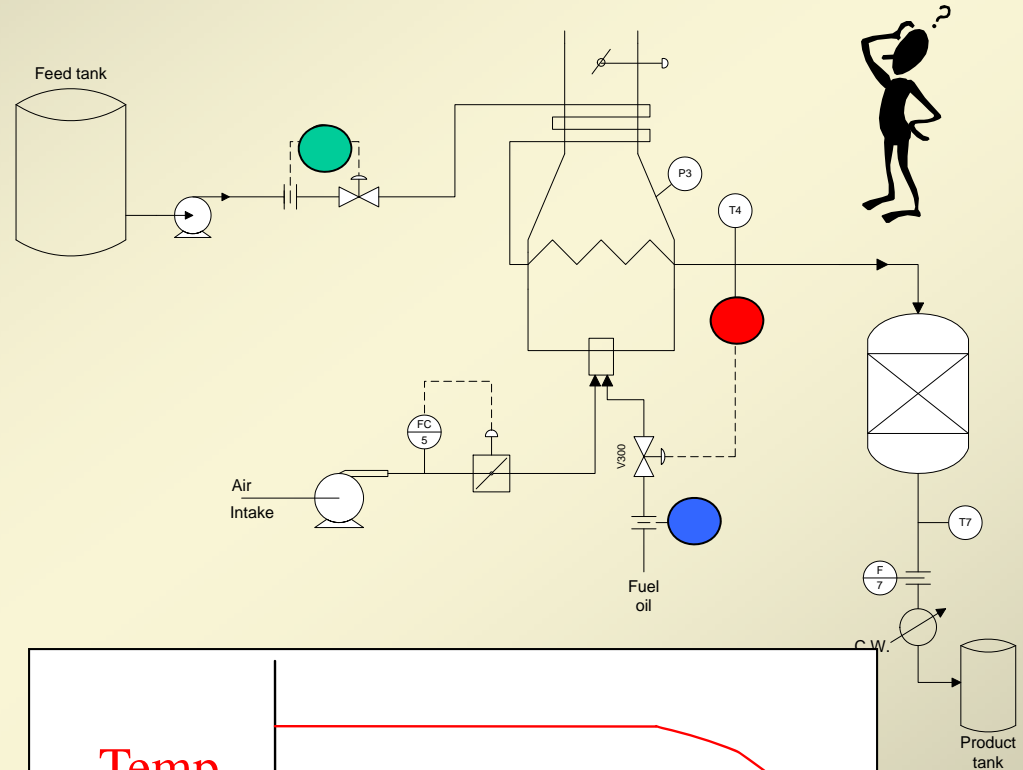 ?
Feed tank
P3
T4
FC
5
V300
Air
Intake
Fuel
oil
T7
F
7
C.W.
Product
tank
Temp